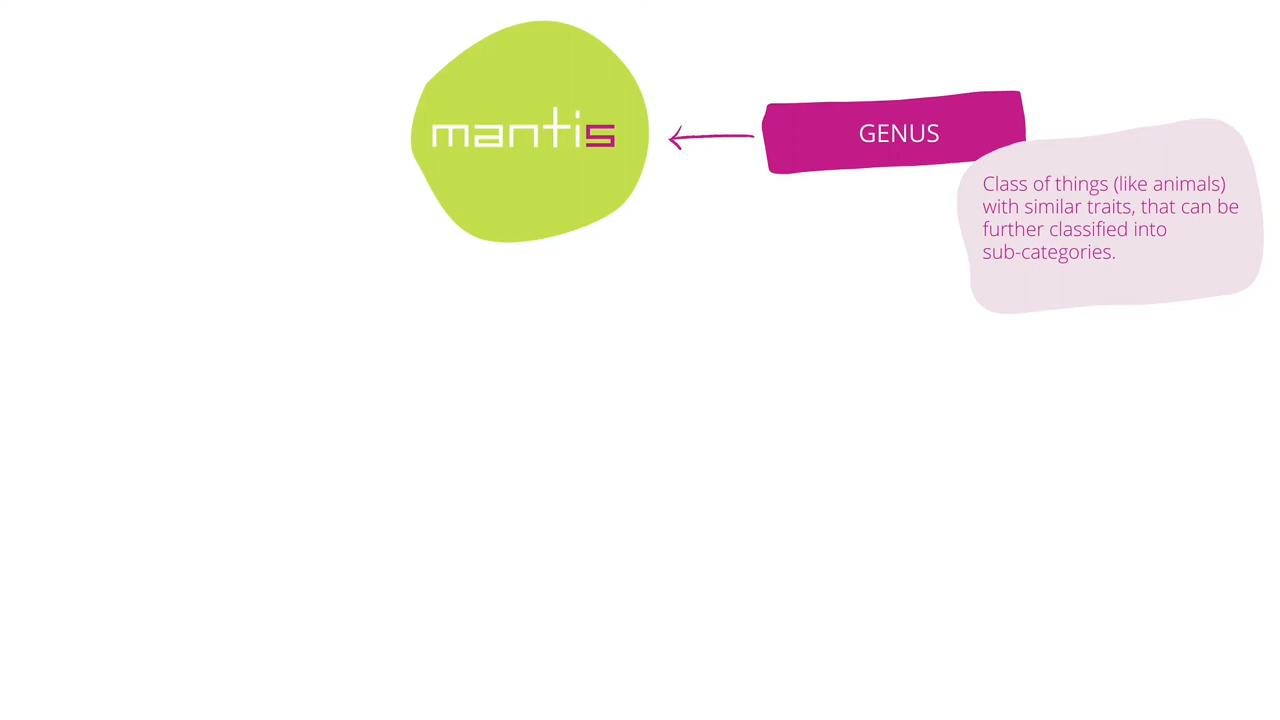 mantis
GENUS
Class of things (like animals)
with similar traits, that can be
further classified into
sub-categories.